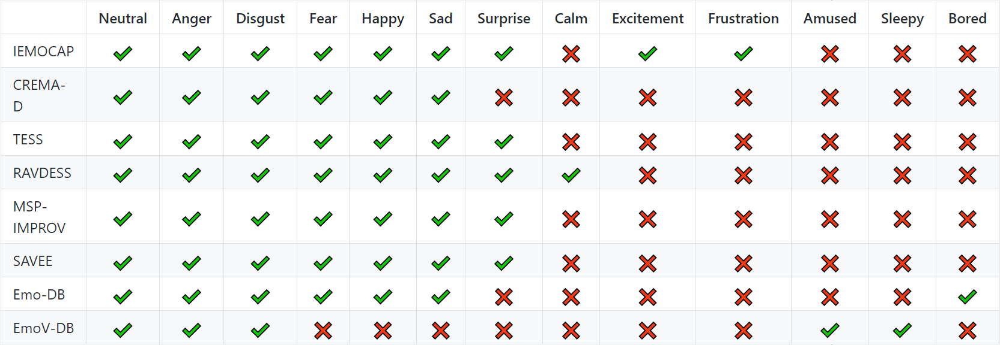 Neutral Anger Disgust Fear Happy Sad Surprise Calm Excitement Frustration Amused Sleepy Bored
IEMOCAP
CREMA-
D
TESS
RAVDESS
MSP-
IMPROV
SAVEE
Emo-DB
EmoV-DB